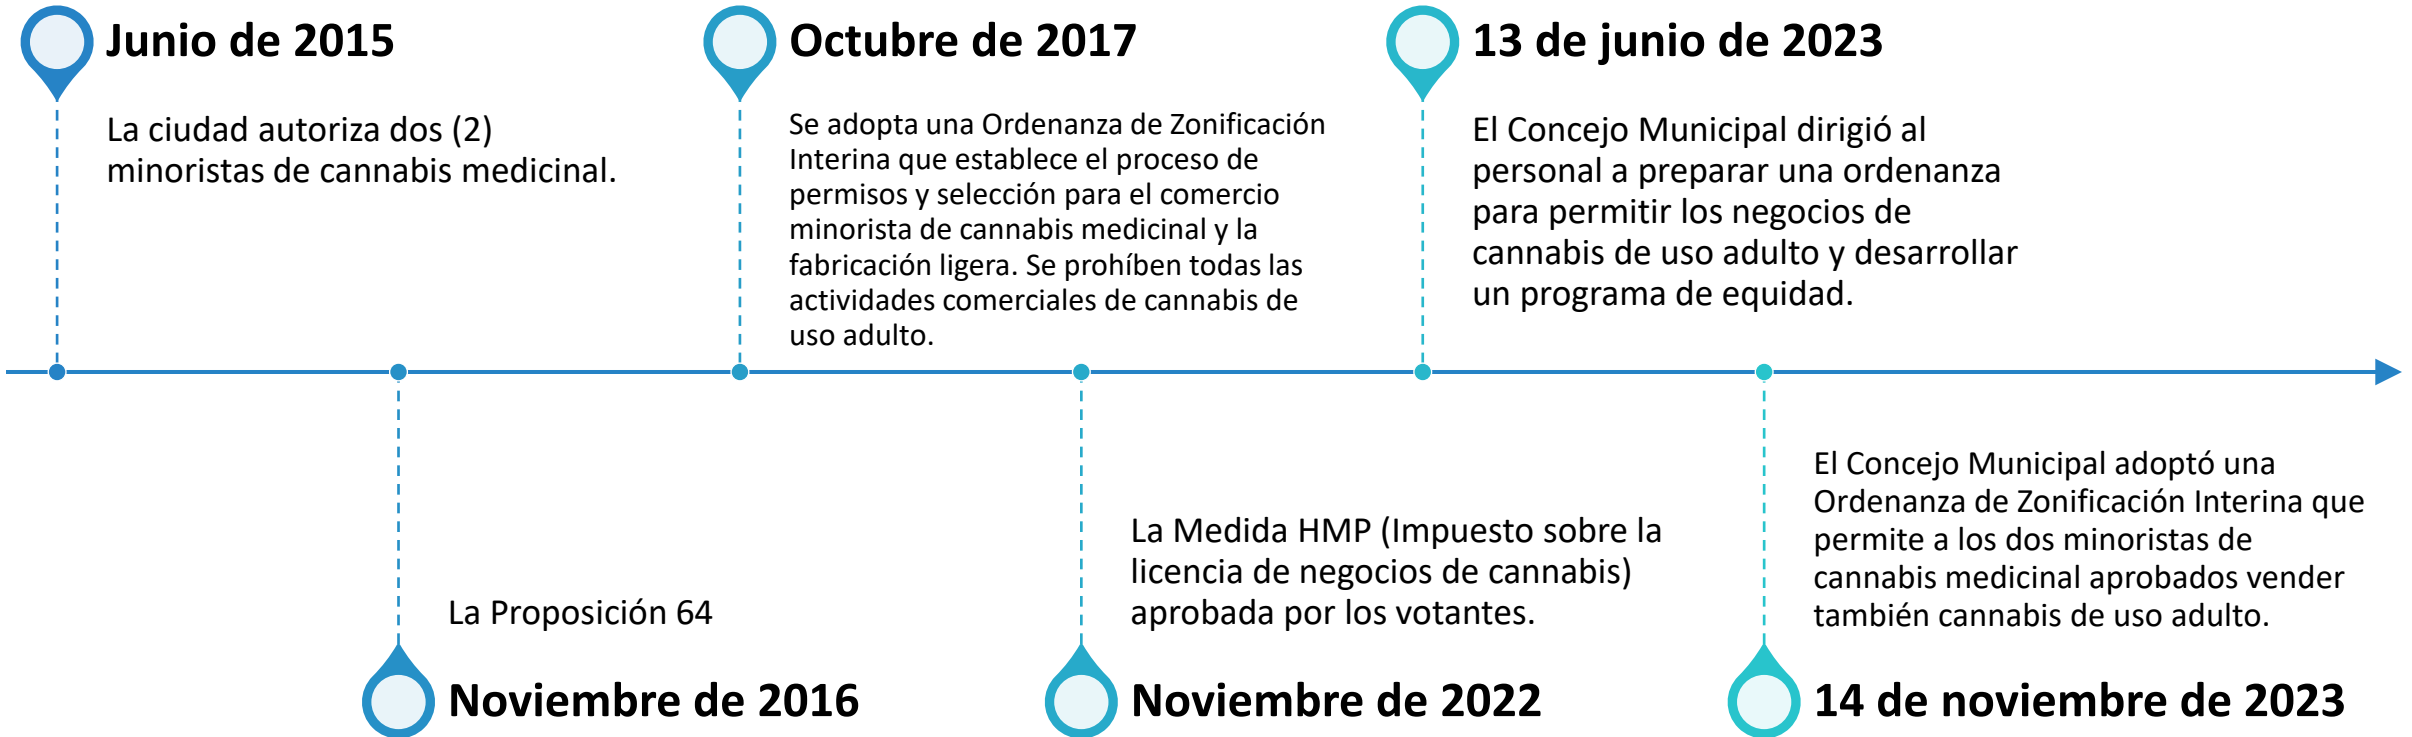 Junio de 2015
La ciudad autoriza dos (2)
minoristas de cannabis medicinal.
Octubre de 2017
Se adopta una Ordenanza de Zonificación
Interina que establece el proceso de
permisos y selección para el comercio
minorista de cannabis medicinal y la
fabricación ligera. Se prohíben todas las
actividades comerciales de cannabis de
uso adulto.
13 de junio de 2023
El Concejo Municipal dirigió al
personal a preparar una ordenanza
para permitir los negocios de
cannabis de uso adulto y desarrollar
un programa de equidad.
La Proposición 64
Noviembre de 2016
La Medida HMP (Impuesto sobre la
licencia de negocios de cannabis)
aprobada por los votantes.
Noviembre de 2022
El Concejo Municipal adoptó una
Ordenanza de Zonificación Interina que
permite a los dos minoristas de
cannabis medicinal aprobados vender
también cannabis de uso adulto.
14 de noviembre de 2023